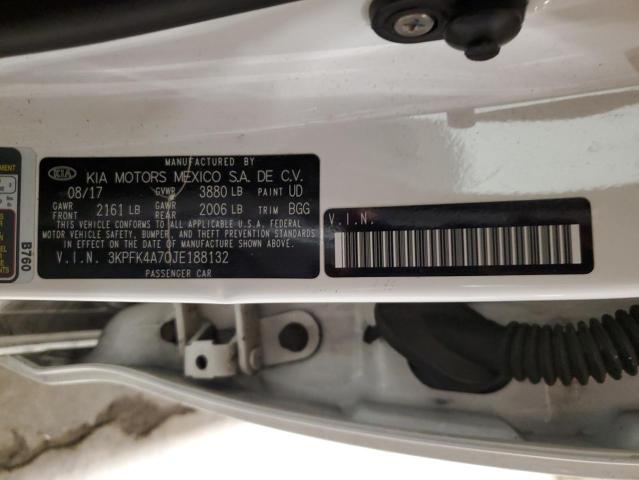 MANUFACTURED BY
KIA KIA MOTORS MEXICO S.A. DE C.V.
08/17 GVWR 3880 LB PAINT UD
GAWR FRONT 2161 LB GAWR REAR 2006 LB TRIM BGG
THIS VEHICLE CONFORMS TO ALL APPLICABLE U.S.A. FEDERAL
MOTOR VEHICLE SAFETY, BUMPER, AND THEFT PREVENTION
STANDARDS IN EFFECT ON THE DATE OF MANUFACTURE SHOWN ABOVE.
V.I.N. 3KPFK4A70JE188132
PASSENGER CAR
V.I.N.
B760